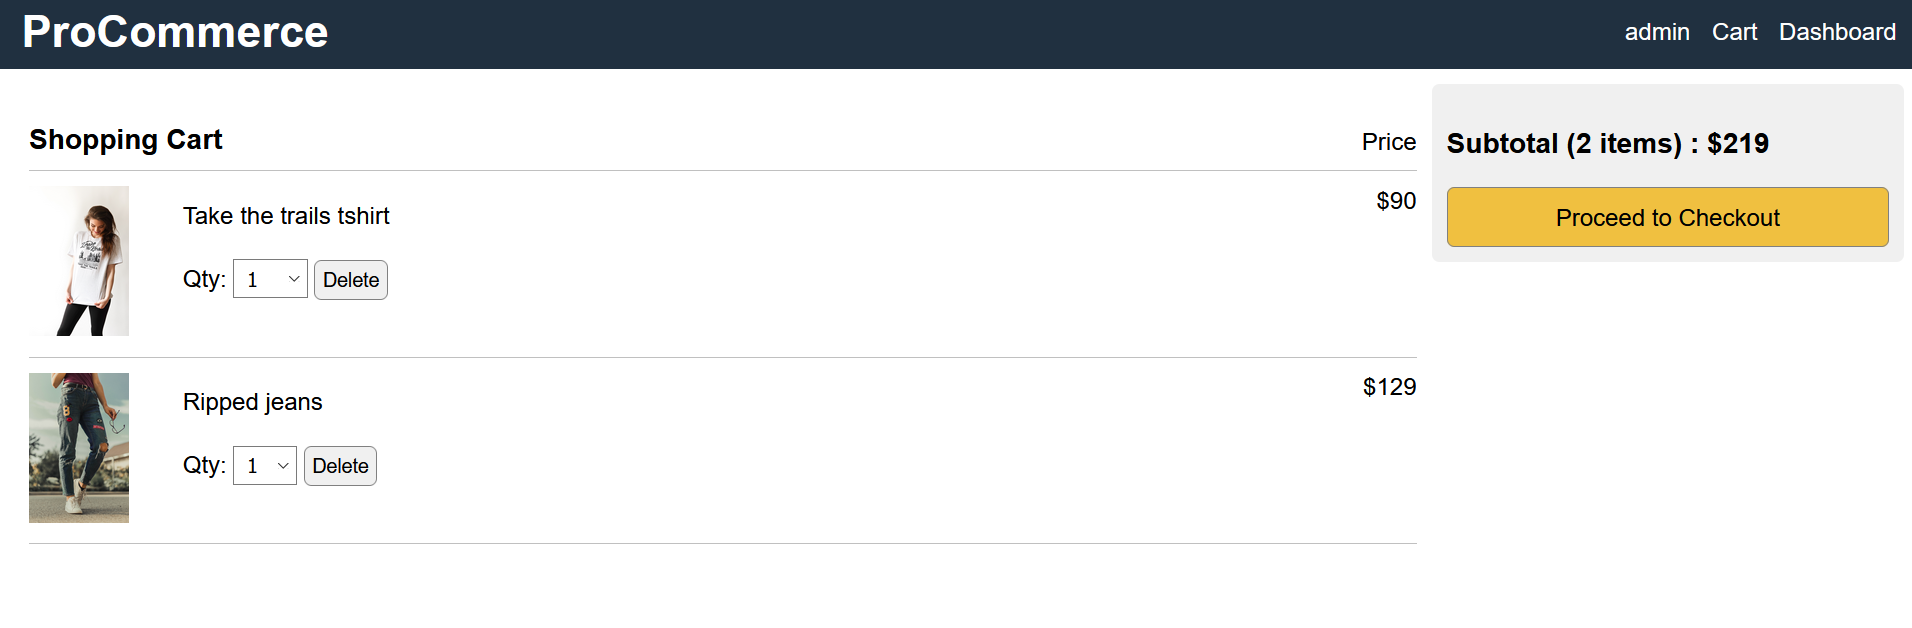 ProCommerce
admin Cart Dashboard
Shopping Cart
Price
Take the trails tshirt
$90
Qty: 1 Delete
Ripped jeans
$129
Qty: 1 Delete
Subtotal (2 items) : $219
Proceed to Checkout